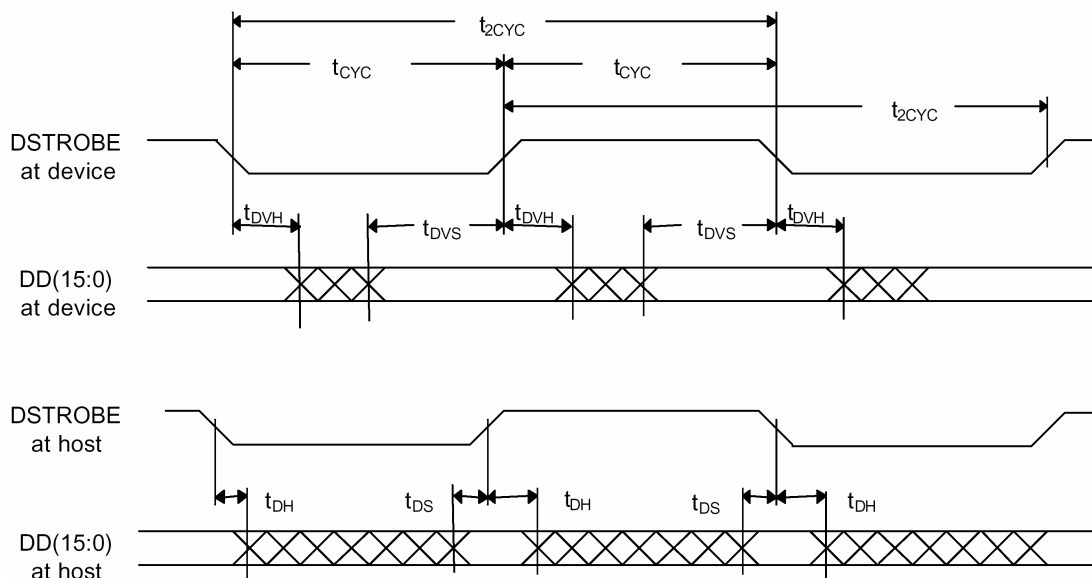 t2CYC
tCYC tCYC
t2CYC
DSTROBE
at device
tDVH tDVS tDVH tDVS tDVH
DD(15:0)
at device
DSTROBE
at host
tDH tDS tDH tDS tDH
DD(15:0)
at host